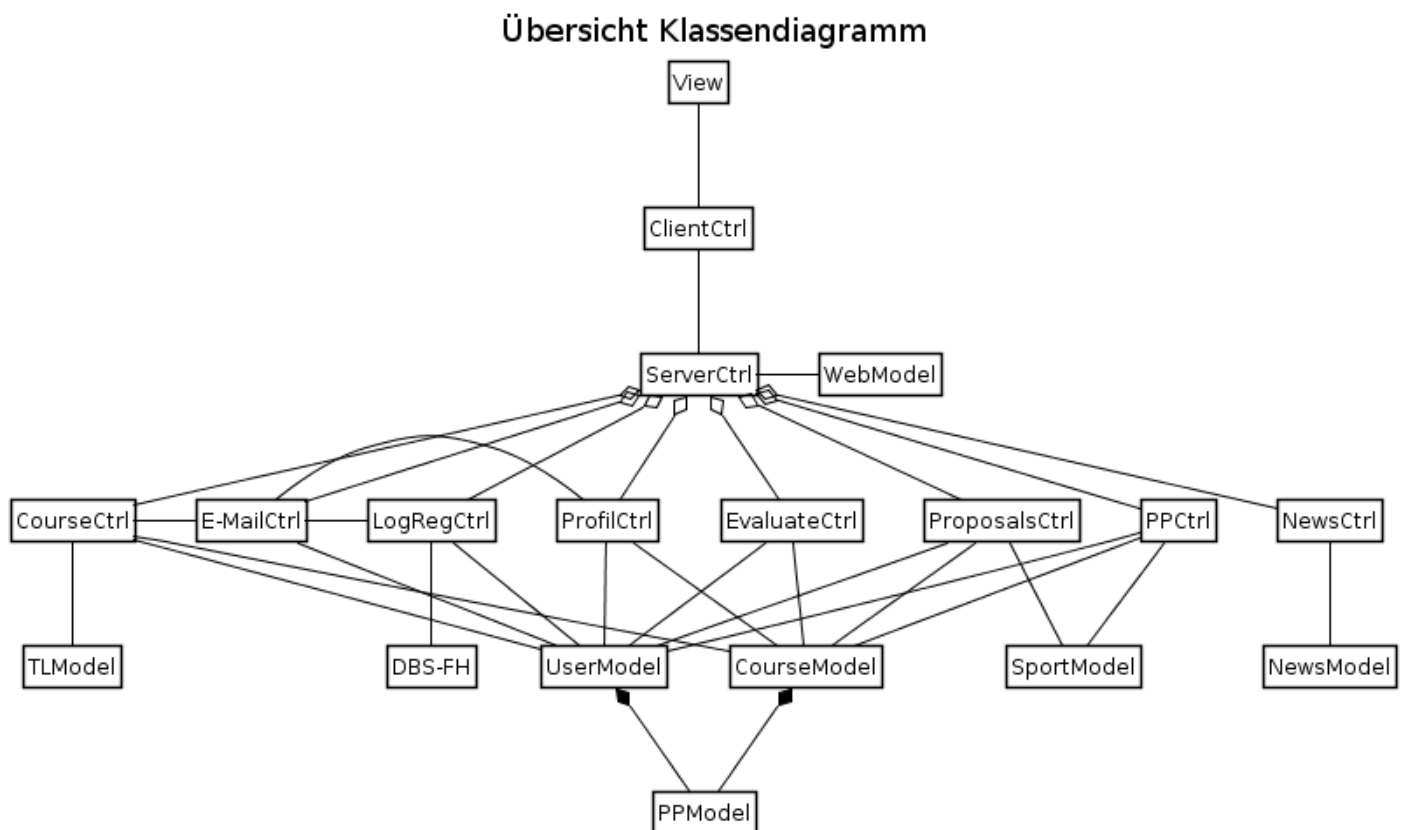 Übersicht Klassendiagramm
View
ClientCtrl
ServerCtrl
WebModel
CourseCtrl
E-MailCtrl
LogRegCtrl
ProfilCtrl
EvaluateCtrl
ProposalsCtrl
PPCtrl
NewsCtrl
TLModel
DBS-FH
UserModel
CourseModel
SportModel
NewsModel
PPModel